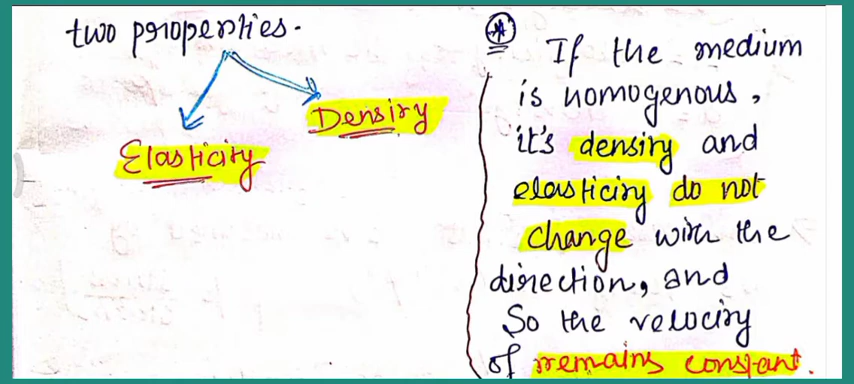 two properties.
Elasticity
Density
If the medium
is homogenous,
it's density and
elasticity do not
change with the
direction, and
So the velocity
of remains constant.